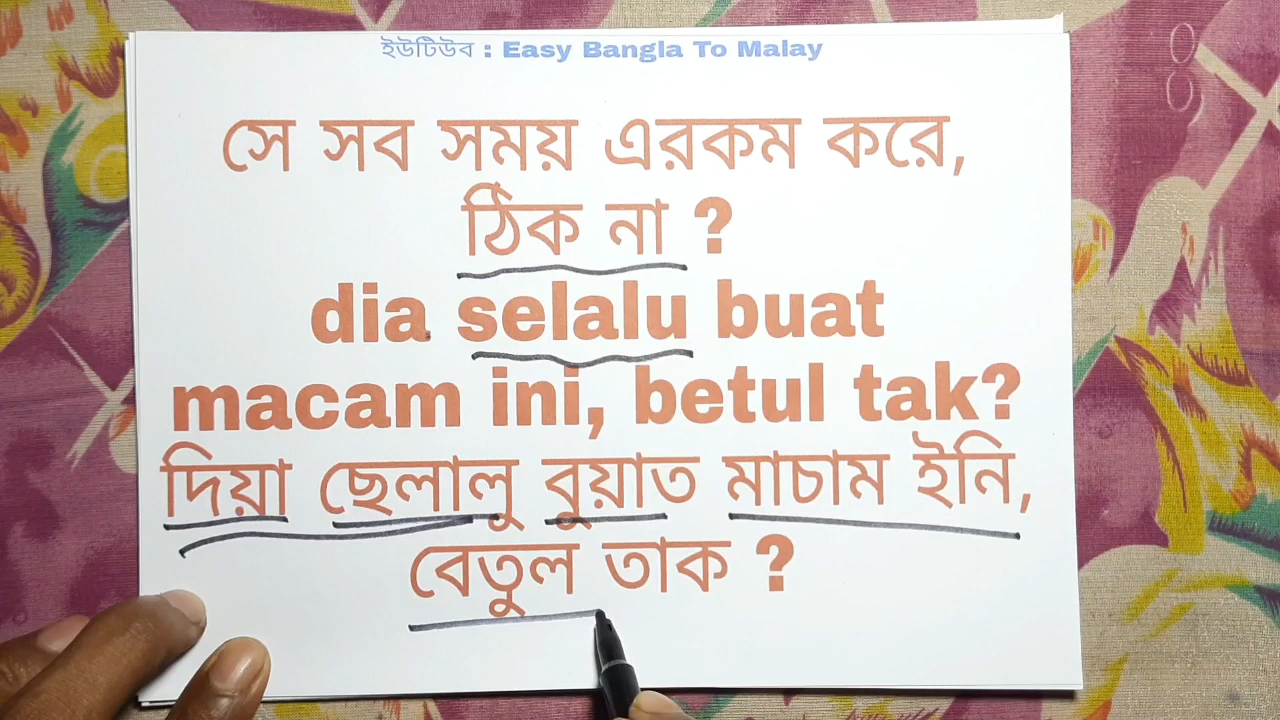 ইউটিউব : Easy Bangla To Malay
সে সব সময় এরকম করে,
ঠিক না ?
dia selalu buat
macam ini, betul tak?
দিয়া ছেলালু বুয়াত মাচাম ইনি,
বেতুল তাক ?